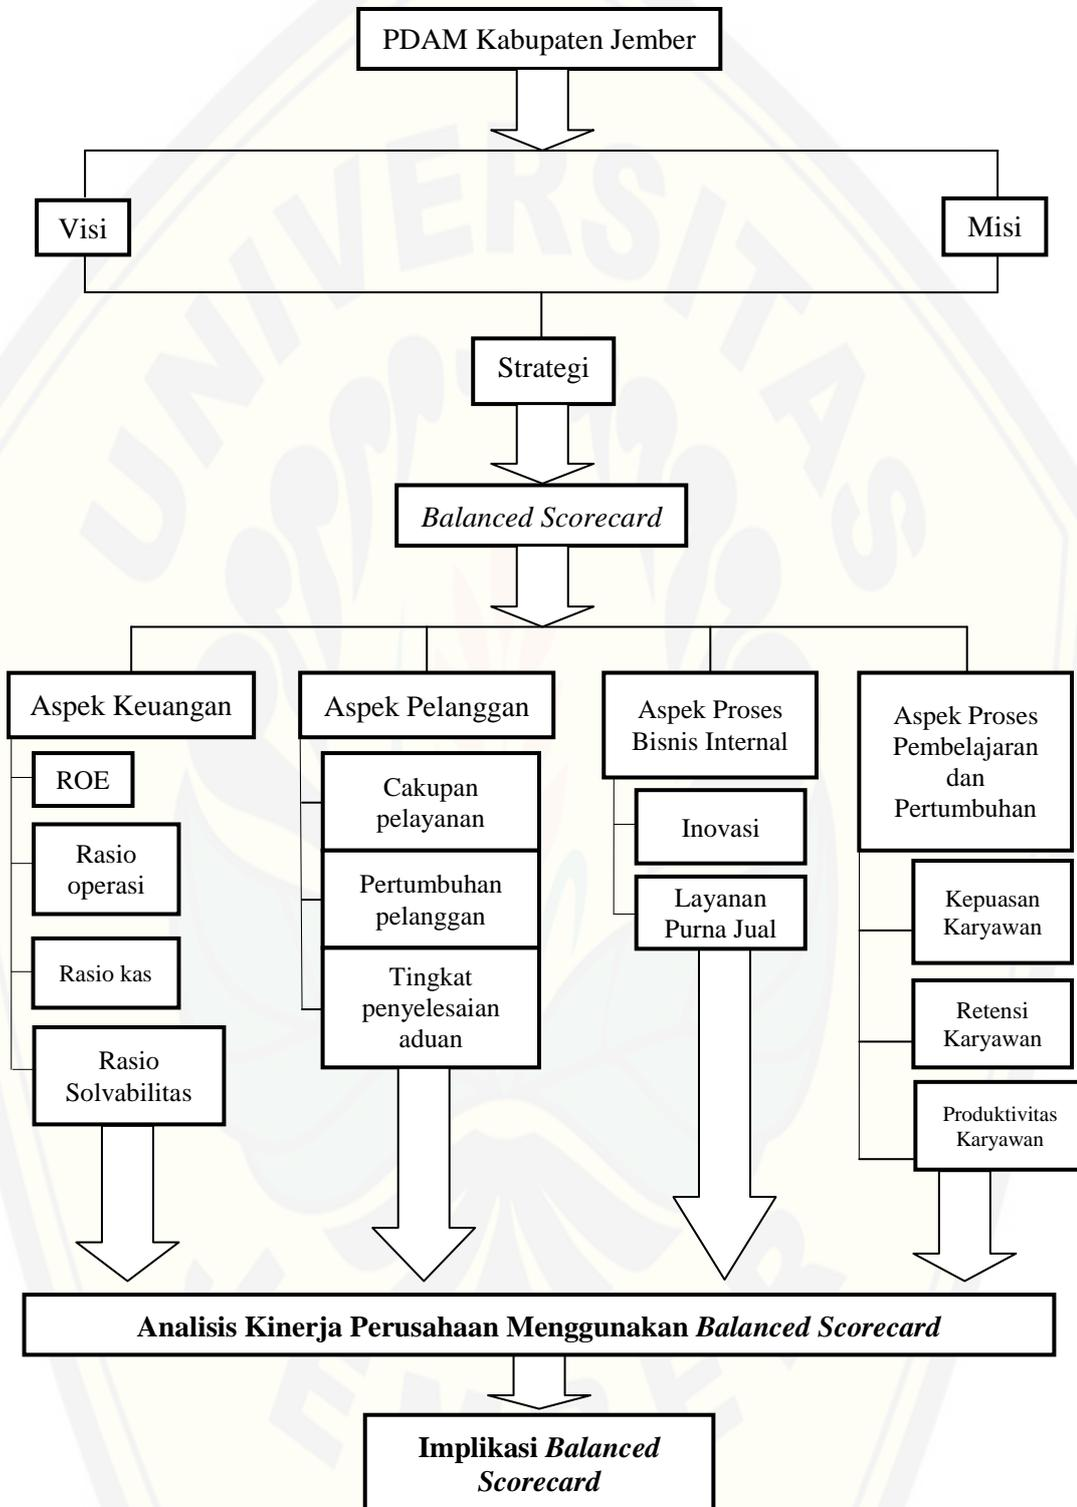 PDAM Kabupaten Jember
Visi
Misi
Strategi
Balanced Scorecard
Aspek Keuangan
ROE
Rasio
operasi
Rasio kas
Rasio
Solvabilitas
Aspek Pelanggan
Cakupan
pelayanan
Pertumbuhan
pelanggan
Tingkat
penyelesaian
aduan
Aspek Proses
Bisnis Internal
Inovasi
Layanan
Purna Jual
Aspek Proses
Pembelajaran
dan
Pertumbuhan
Kepuasan
Karyawan
Retensi
Karyawan
Produktivitas
Karyawan
Analisis Kinerja Perusahaan Menggunakan Balanced Scorecard
Implikasi Balanced
Scorecard
UNIVERSITAS
JEMBER